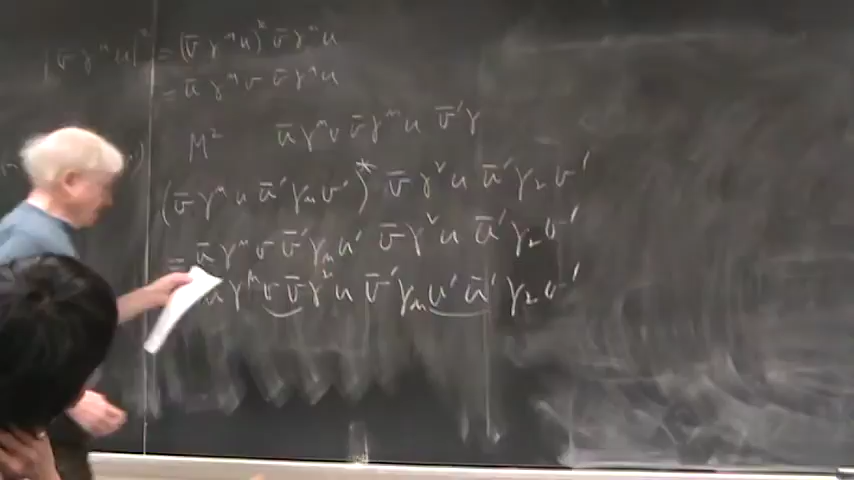 |v̄ γ^μ u|² = (v̄ γ^μ u)* v̄ γ^μ u
= ū γ^μ v v̄ γ^μ u
M² ū γ^μ v v̄ γ^μ u v̄′ γ
(v̄ γ^μ u ū′ γ_μ v′)* v̄ γ^ν u ū′ γ_ν v′
= ū γ^μ v v̄′ γ_μ u′ v̄ γ^ν u ū′ γ_ν v′
ū γ^μ v v̄ γ^ν u v̄′ γ_μ u′ ū′ γ_ν v′